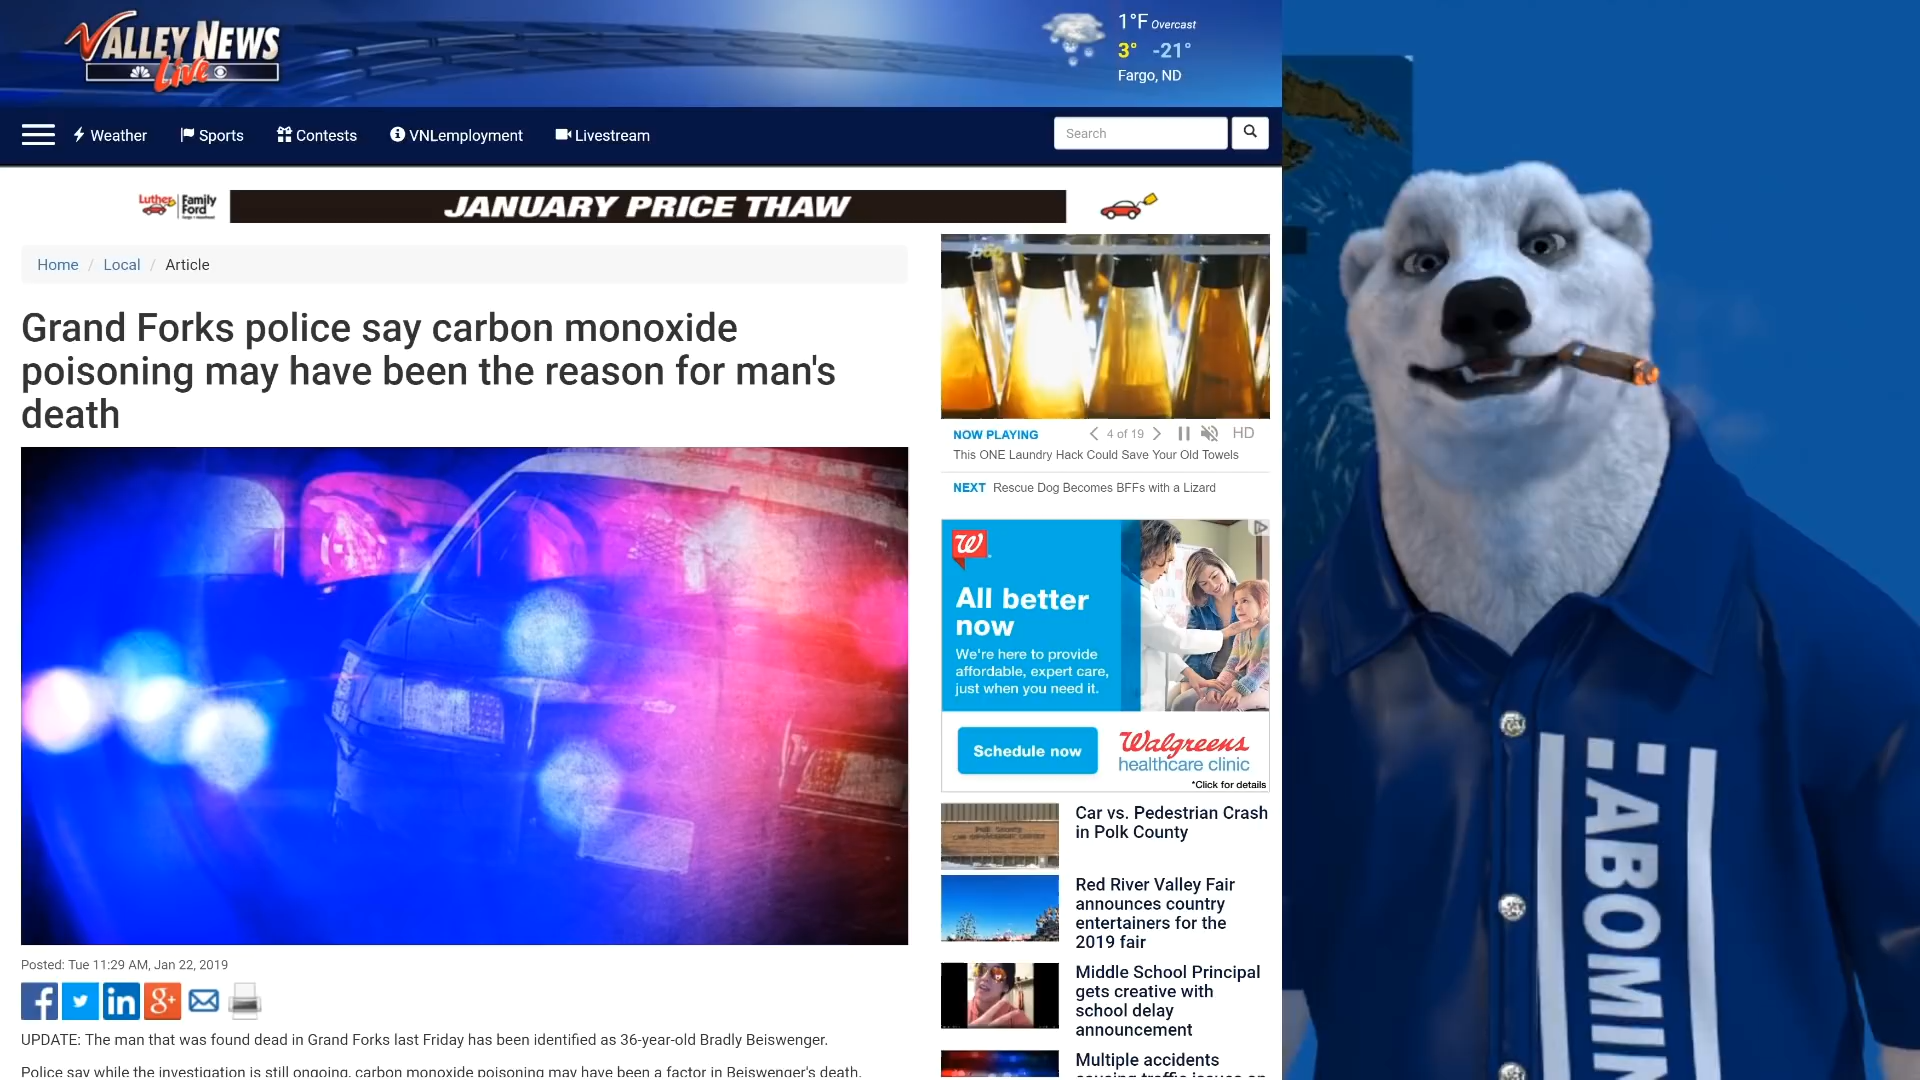 VALLEY NEWS
Live
1°F Overcast
3° -21°
Fargo, ND
Weather
Sports
Contests
VNLemployment
Livestream
Search
Luther Family Ford
JANUARY PRICE THAW
Home / Local / Article
Grand Forks police say carbon monoxide
poisoning may have been the reason for man's
death
Posted: Tue 11:29 AM, Jan 22, 2019
UPDATE: The man that was found dead in Grand Forks last Friday has been identified as 36-year-old Bradly Beiswenger.
Police say while the investigation is still ongoing, carbon monoxide poisoning may have been a factor in Beiswenger's death.
NOW PLAYING
4 of 19
HD
This ONE Laundry Hack Could Save Your Old Towels
NEXT Rescue Dog Becomes BFFs with a Lizard
All better
now
We're here to provide
affordable, expert care,
just when you need it.
Schedule now
Walgreens
healthcare clinic
*Click for details
Car vs. Pedestrian Crash
in Polk County
Red River Valley Fair
announces country
entertainers for the
2019 fair
Middle School Principal
gets creative with
school delay
announcement
Multiple accidents
causing traffic issues on
:ABOMIN